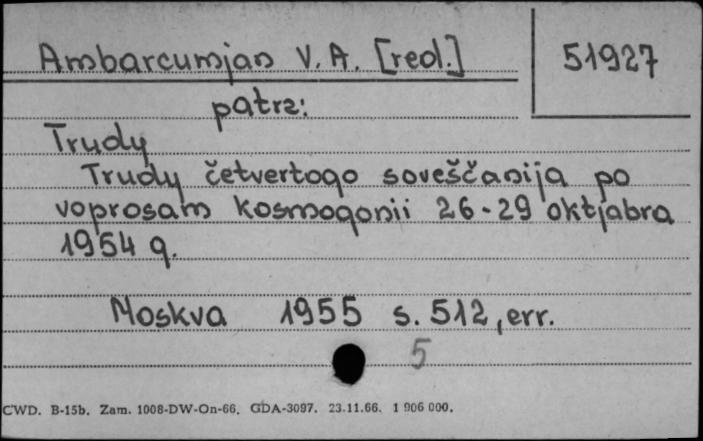 Ambarcumjan V. A. [red.]
51927
patrz:
Trudy
Trudy četvertogo soveščanija po
voprosam kosmogonii 26-29 oktjabra
1954 g.
Moskva 1955 s. 512, err.
5
CWD. B-15b. Zam. 1008-DW-On-66. GDA-3097. 23.11.66. 1 906 000.